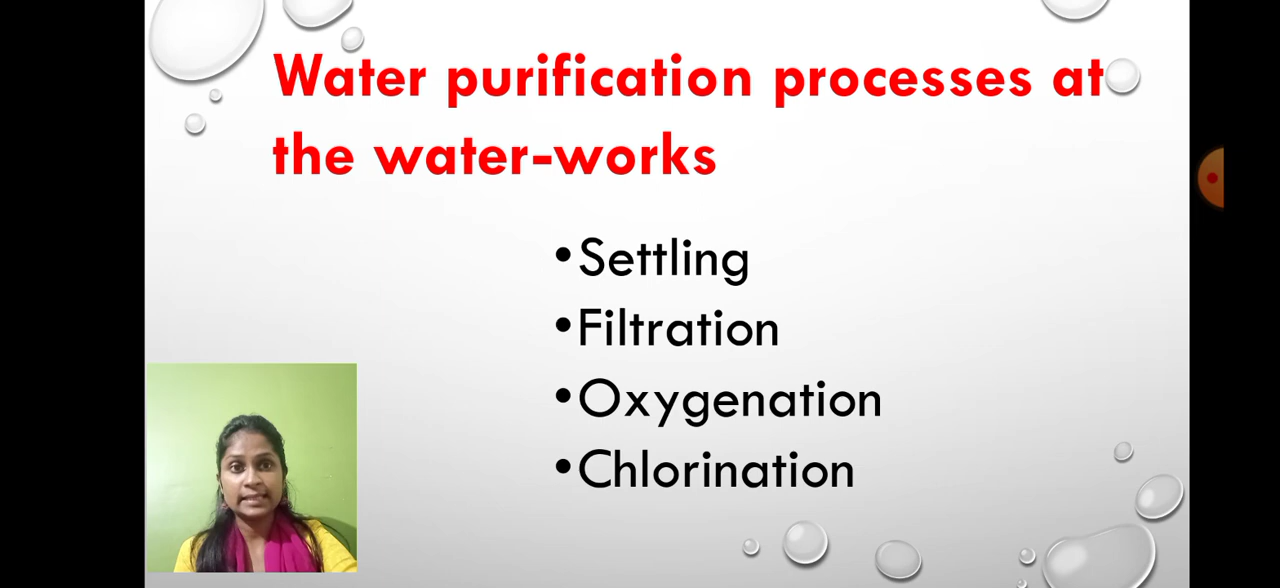 Water purification processes at
the water-works
•Settling
•Filtration
•Oxygenation
•Chlorination